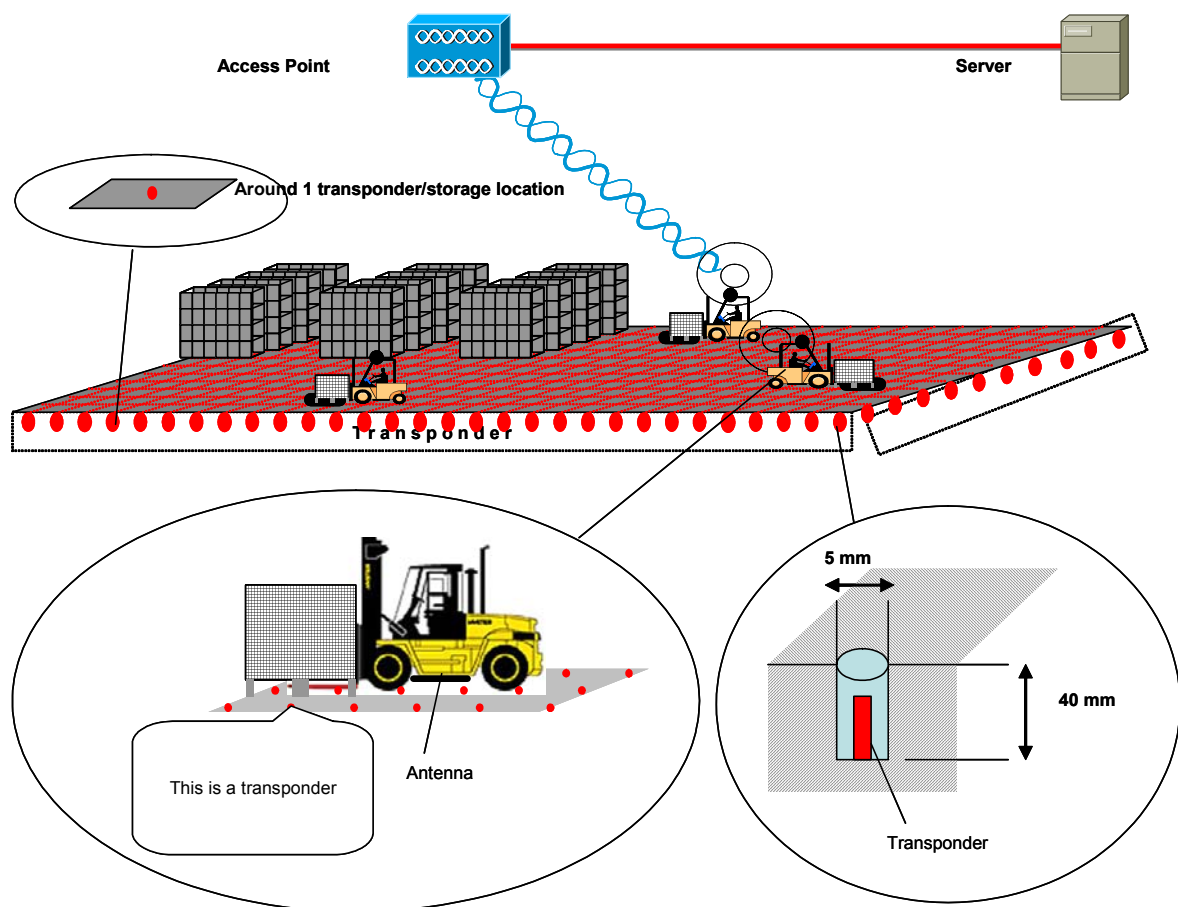 Access Point
Server
Around 1 transponder/storage location
Transponder
5 mm
40 mm
This is a transponder
Antenna
Transponder